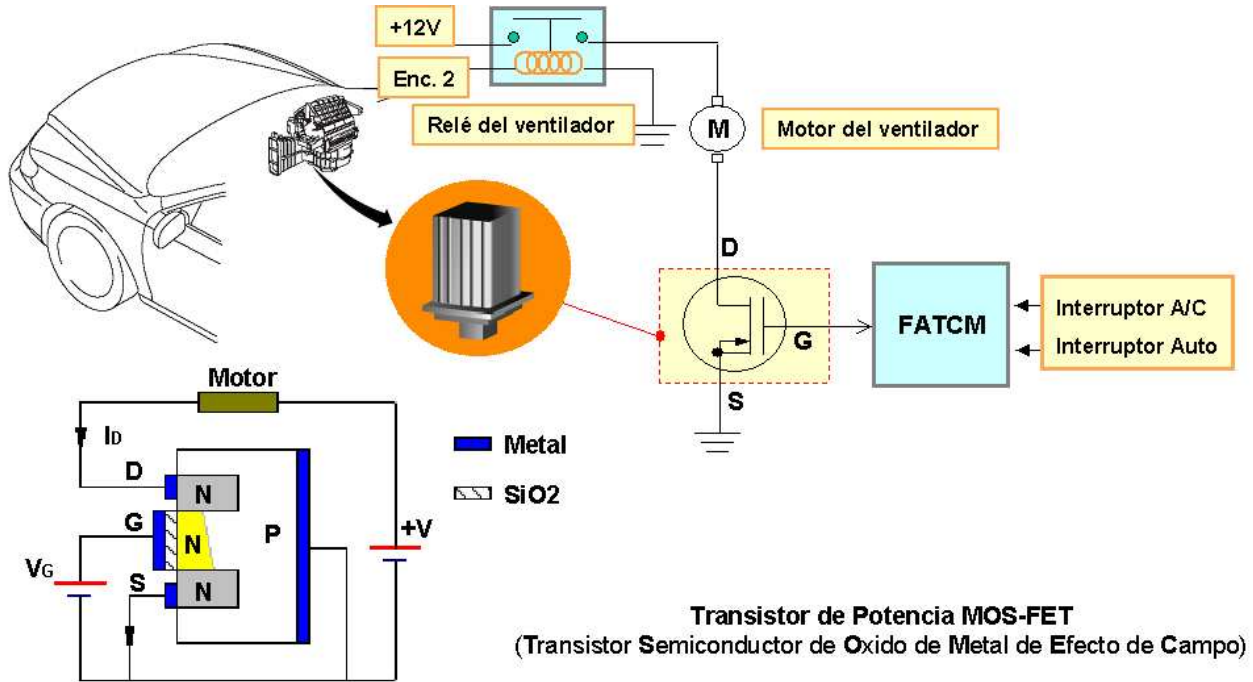 +12V
Enc. 2
Relé del ventilador
M
Motor del ventilador
D
G
S
FATCM
Interruptor A/C
Interruptor Auto
Motor
ID
D
N
G
N
P
S
N
VG
+V
Metal
SiO2
Transistor de Potencia MOS-FET
(Transistor Semiconductor de Oxido de Metal de Efecto de Campo)